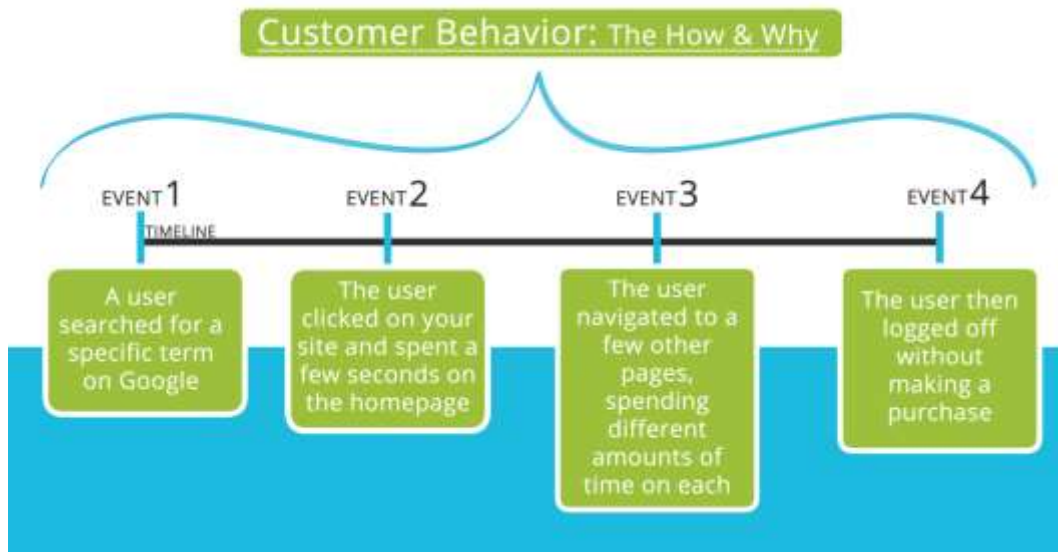 Customer Behavior: The How & Why
EVENT 1
EVENT 2
EVENT 3
EVENT 4
TIMELINE
A user
searched for a
specific term
on Google
The user
clicked on your
site and spent a
few seconds on
the homepage
The user
navigated to a
few other
pages,
spending
different
amounts of
time on each
The user then
logged off
without
making a
purchase